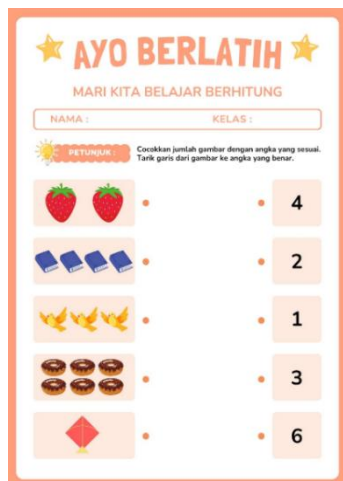 AYO BERLATIH
MARI KITA BELAJAR BERHITUNG
NAMA : KELAS :
PETUNJUK :
Cocokkan jumlah gambar dengan angka yang sesuai.
Tarik garis dari gambar ke angka yang benar.
4
2
1
3
6